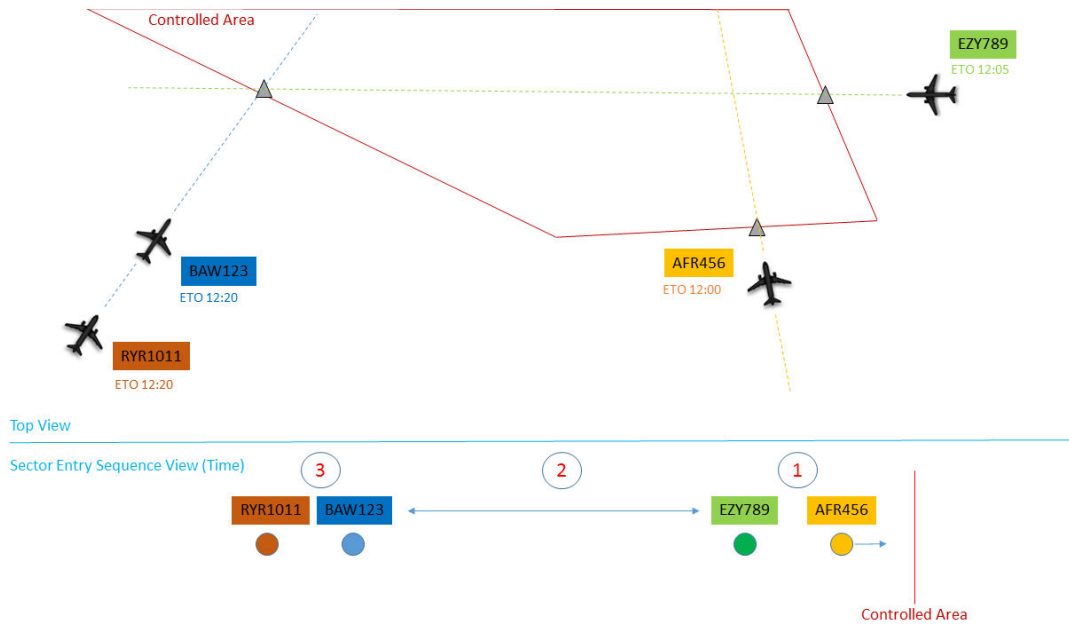 Controlled Area
EZY789
ETO 12:05
BAW123
ETO 12:20
AFR456
ETO 12:00
RYR1011
ETO 12:20
Top View
Sector Entry Sequence View (Time)
3
2
1
RYR1011
BAW123
EZY789
AFR456
Controlled Area